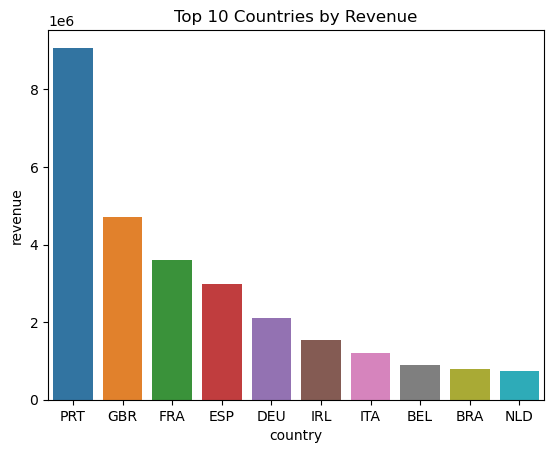 Top 10 Countries by Revenue
1e6
8
6
4
2
0
revenue
PRT GBR FRA ESP DEU IRL ITA BEL BRA NLD
country